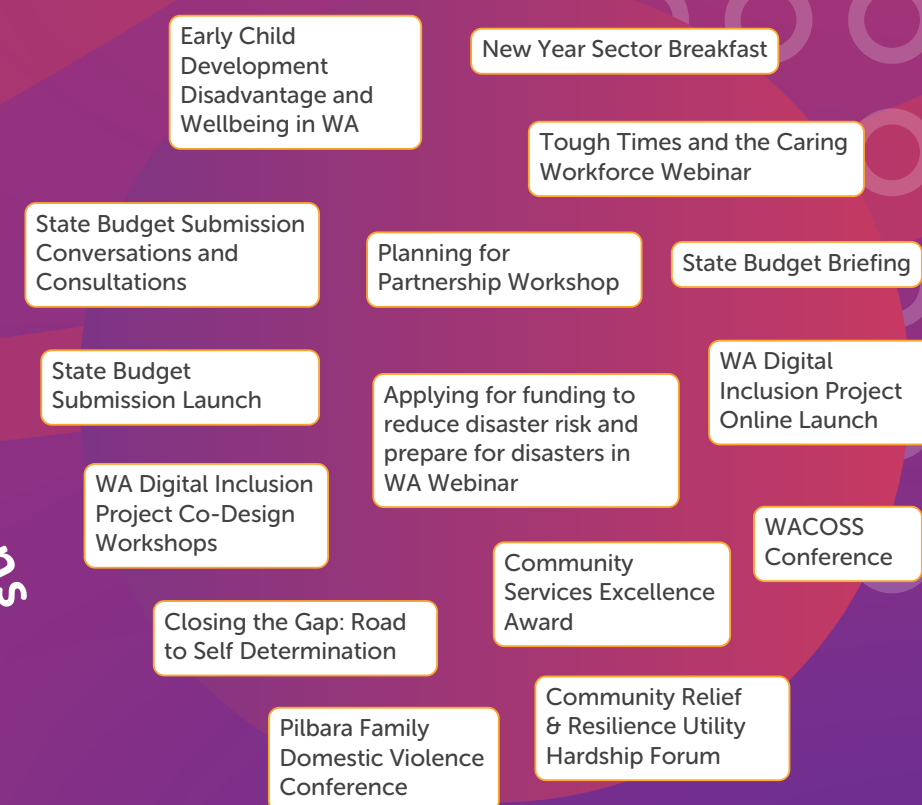 Early Child
Development
Disadvantage and
Wellbeing in WA
New Year Sector Breakfast
Tough Times and the Caring
Workforce Webinar
State Budget Submission
Conversations and
Consultations
Planning for
Partnership Workshop
State Budget Briefing
State Budget
Submission Launch
Applying for funding to
reduce disaster risk and
prepare for disasters in
WA Webinar
WA Digital
Inclusion Project
Online Launch
WA Digital Inclusion
Project Co-Design
Workshops
WACOSS
Conference
Community
Services Excellence
Award
Closing the Gap: Road
to Self Determination
Community Relief
& Resilience Utility
Hardship Forum
Pilbara Family
Domestic Violence
Conference